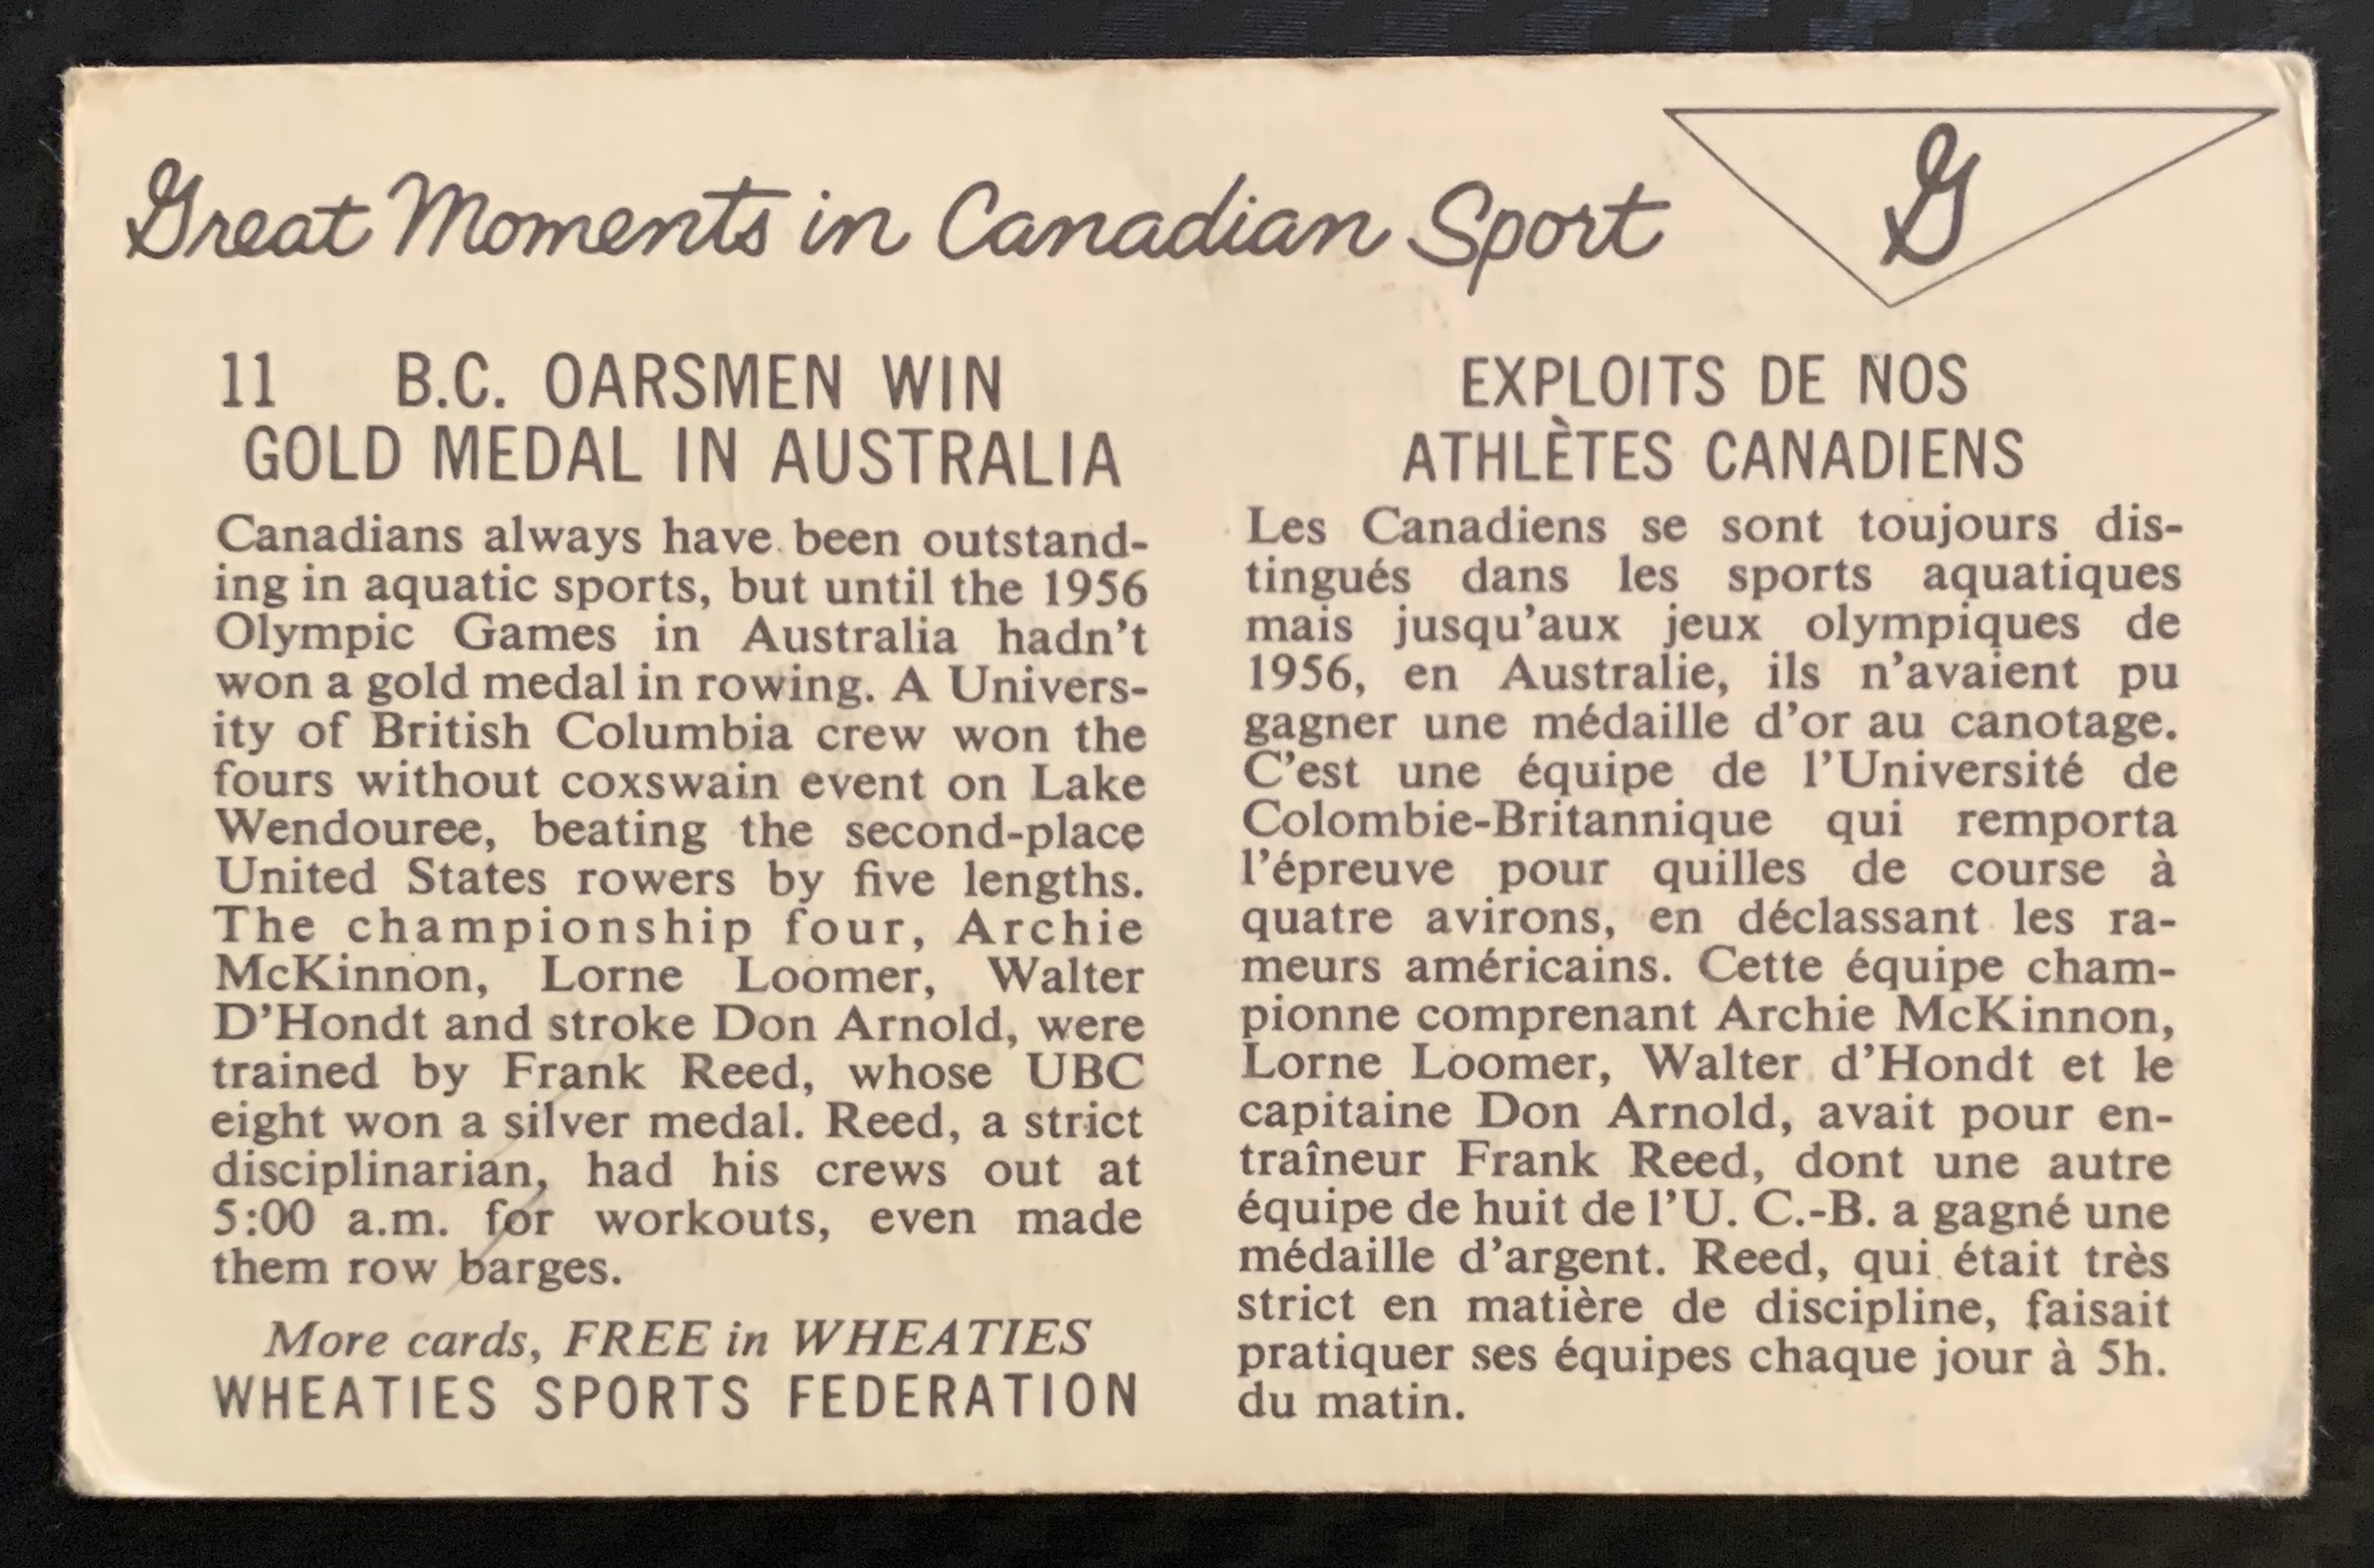 Great Moments in Canadian Sport
G
11 B.C. OARSMEN WIN
GOLD MEDAL IN AUSTRALIA
Canadians always have been outstand-
ing in aquatic sports, but until the 1956
Olympic Games in Australia hadn't
won a gold medal in rowing. A Univers-
ity of British Columbia crew won the
fours without coxswain event on Lake
Wendouree, beating the second-place
United States rowers by five lengths.
The championship four, Archie
McKinnon, Lorne Loomer, Walter
D'Hondt and stroke Don Arnold, were
trained by Frank Reed, whose UBC
eight won a silver medal. Reed, a strict
disciplinarian, had his crews out at
5:00 a.m. for workouts, even made
them row barges.
More cards, FREE in WHEATIES
WHEATIES SPORTS FEDERATION
EXPLOITS DE NOS
ATHLÈTES CANADIENS
Les Canadiens se sont toujours dis-
tingués dans les sports aquatiques
mais jusqu'aux jeux olympiques de
1956, en Australie, ils n'avaient pu
gagner une médaille d'or au canotage.
C'est une équipe de l'Université de
Colombie-Britannique qui remporta
l'épreuve pour quilles de course à
quatre avirons, en déclassant les ra-
meurs américains. Cette équipe cham-
pionne comprenant Archie McKinnon,
Lorne Loomer, Walter d'Hondt et le
capitaine Don Arnold, avait pour en-
traîneur Frank Reed, dont une autre
équipe de huit de l'U. C.-B. a gagné une
médaille d'argent. Reed, qui était très
strict en matière de discipline, faisait
pratiquer ses équipes chaque jour à 5h.
du matin.